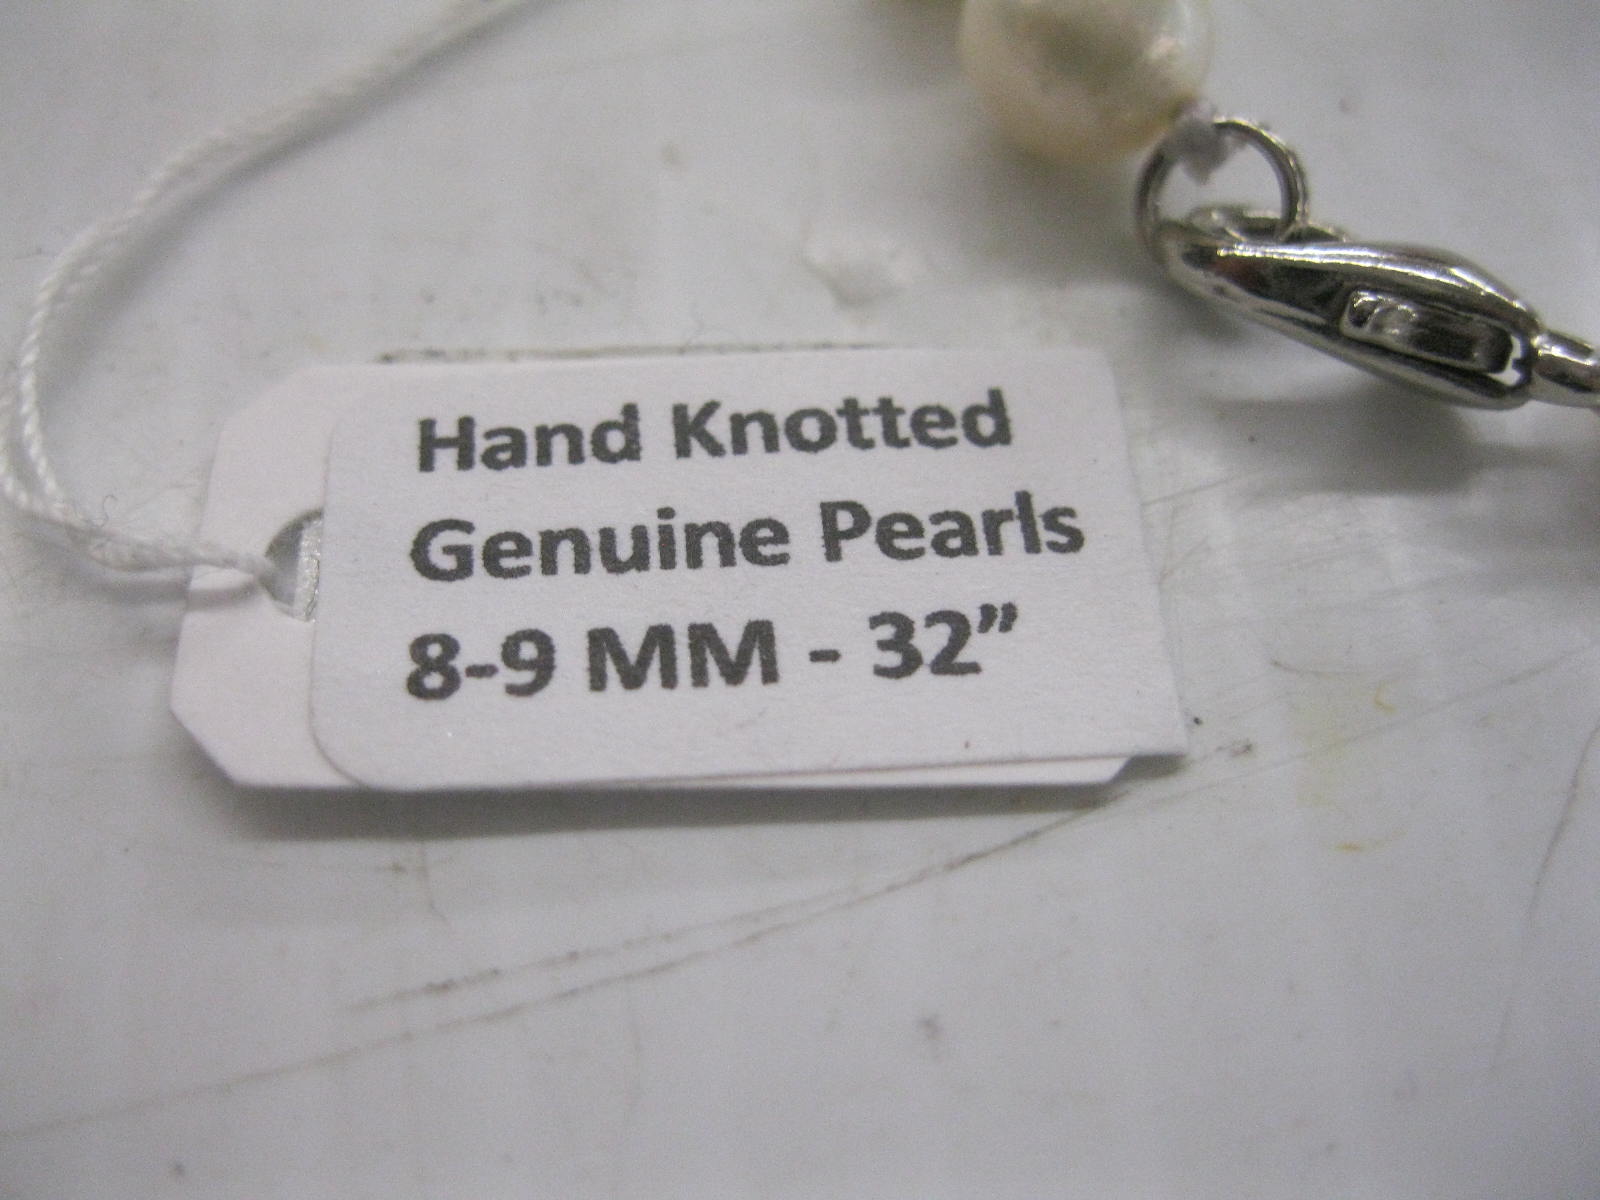 Hand Knotted
Genuine Pearls
8-9 MM - 32”